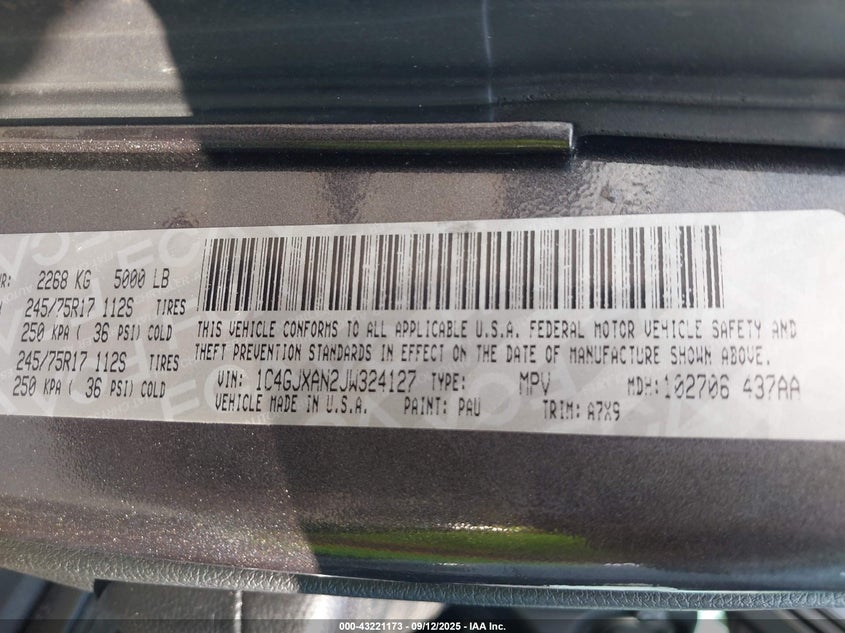 R: 2268 KG 5000 LB
245/75R17 112S TIRES
250 KPA ( 36 PSI) COLD
245/75R17 112S TIRES
250 KPA ( 36 PSI) COLD
THIS VEHICLE CONFORMS TO ALL APPLICABLE U.S.A. FEDERAL MOTOR VEHICLE SAFETY AND
THEFT PREVENTION STANDARDS IN EFFECT ON THE DATE OF MANUFACTURE SHOWN ABOVE.
VIN: 1C4GJXAN2JW324127 TYPE: MPV MDH: 102706 437AA
VEHICLE MADE IN U.S.A. PAINT: PAU TRIM: A7X9
000-43221173 - 09/12/2025 - IAA Inc.